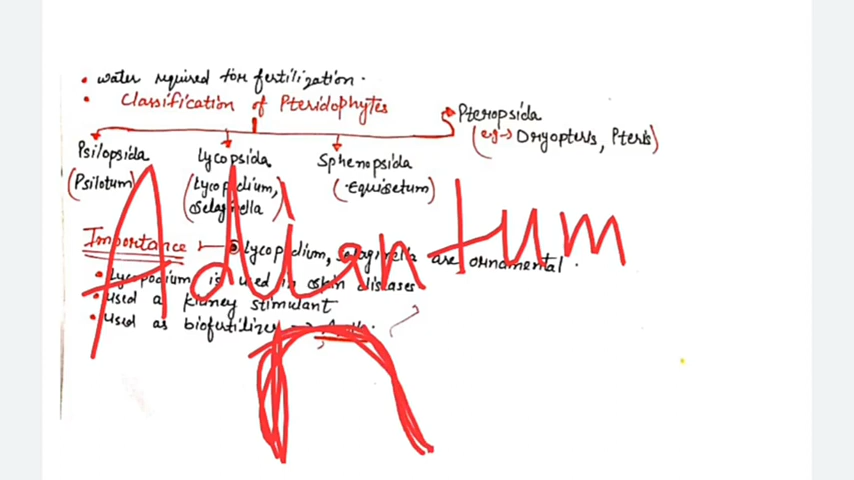 • water required for fertilization.
• Classification of Pteridophytes
Pteropsida
(eg → Dryopteris, Pteris)
Psilopsida
Lycopsida
Sphenopsida
(Psilotum)
(Lycopodium,
Selaginella)
(Equisetum)
Adiantum
Importance → Lycopodium, Selaginella are ornamental.
• Lycopodium is used in skin diseases
• used a kidney stimulant
• used as biofertilizer →
n